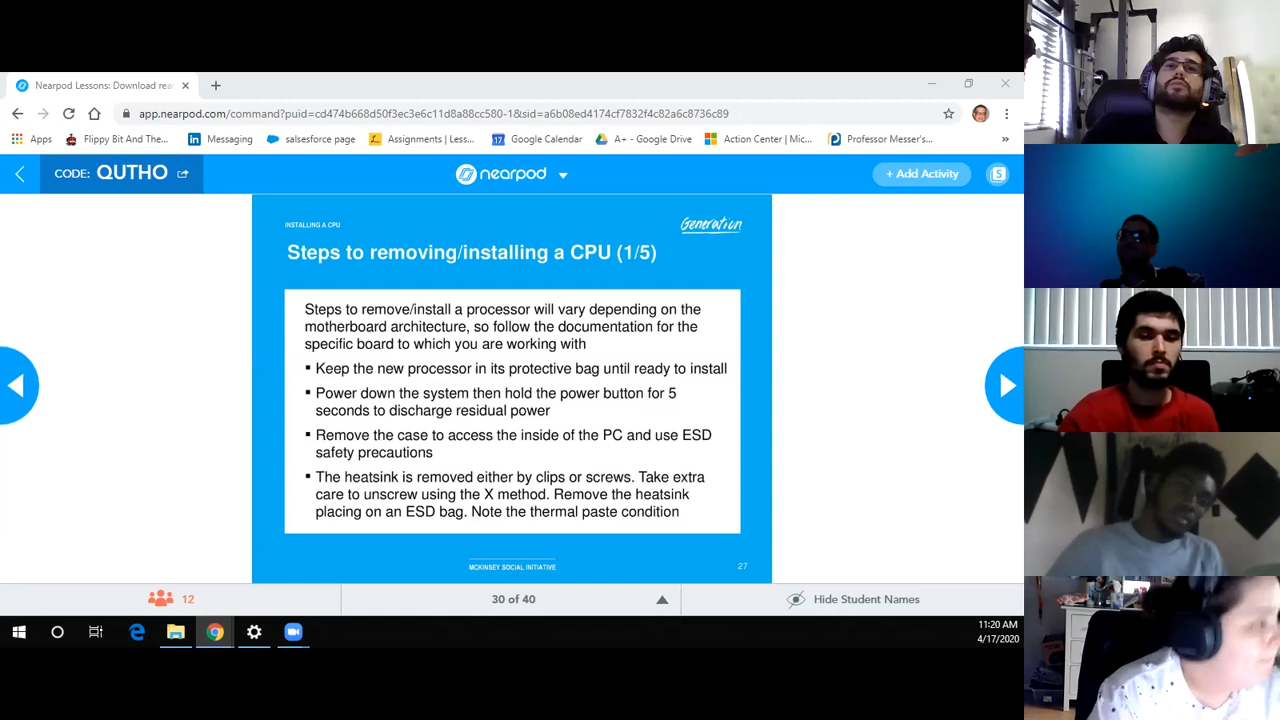 Nearpod Lessons: Download rea
app.nearpod.com/command?puid=cd474b668d50f3ec3e6c11d8a88cc580-1&sid=a6b08ed4174cf7832f4c82a6c8736c89
Apps Flippy Bit And The... Messaging salsesforce page Assignments | Less... Google Calendar A+ - Google Drive Action Center | Mic... Professor Messer's... »
CODE: QUTHO nearpod + Add Activity S
INSTALLING A CPU Generation
Steps to removing/installing a CPU (1/5)
Steps to remove/install a processor will vary depending on the
motherboard architecture, so follow the documentation for the
specific board to which you are working with
▪ Keep the new processor in its protective bag until ready to install
▪ Power down the system then hold the power button for 5
seconds to discharge residual power
▪ Remove the case to access the inside of the PC and use ESD
safety precautions
▪ The heatsink is removed either by clips or screws. Take extra
care to unscrew using the X method. Remove the heatsink
placing on an ESD bag. Note the thermal paste condition
MCKINSEY SOCIAL INITIATIVE 27
12 30 of 40 Hide Student Names
11:20 AM
4/17/2020